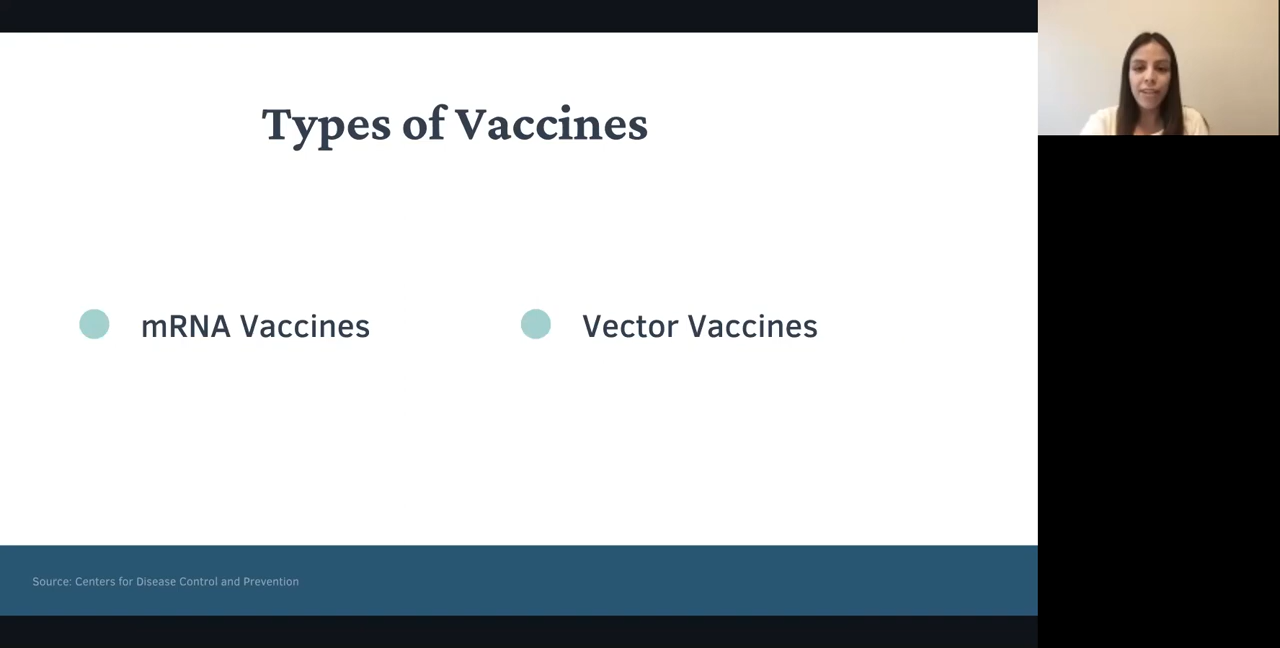 Types of Vaccines
mRNA Vaccines
Vector Vaccines
Source: Centers for Disease Control and Prevention